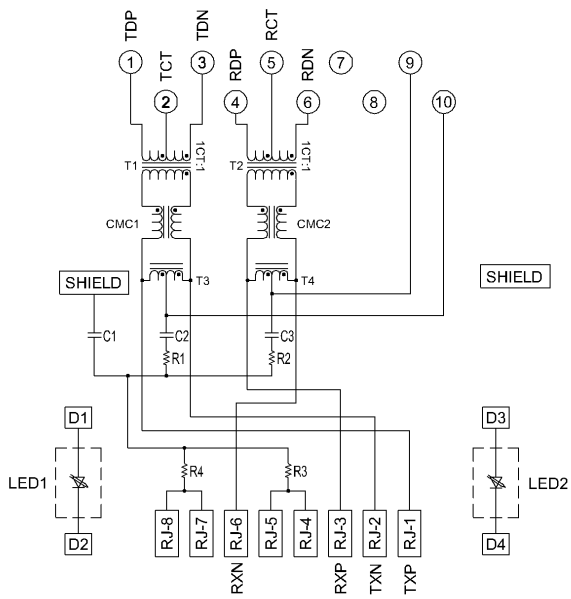 TDP
TCT
TDN
RDP
RCT
RDN
1
2
3
4
5
6
7
8
9
10
T1
1CT:1
T2
1CT:1
CMC1
CMC2
T3
T4
SHIELD
SHIELD
C1
C2
C3
R1
R2
D1
D3
LED1
LED2
R4
R3
D2
D4
RJ-8
RJ-7
RJ-6
RJ-5
RJ-4
RJ-3
RJ-2
RJ-1
RXN
RXP
TXN
TXP